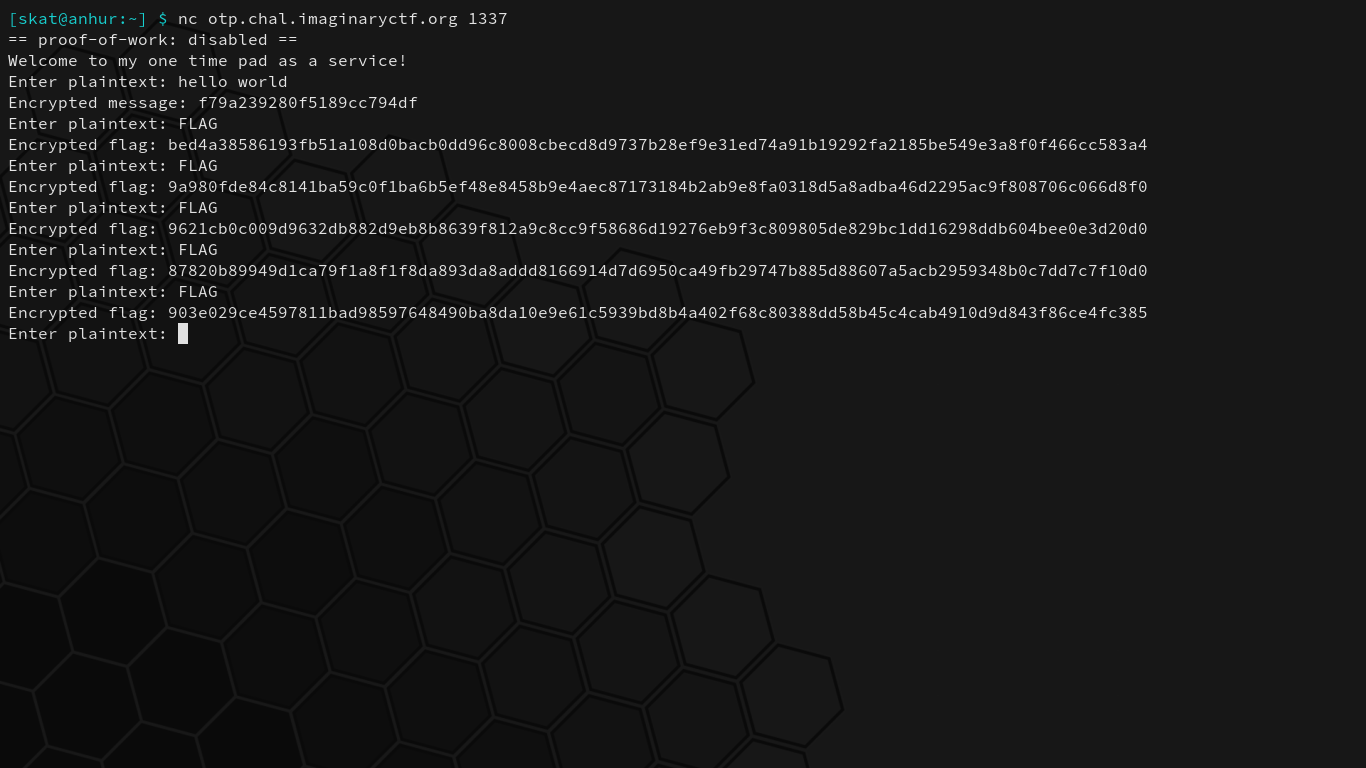 [skat@anhur:~] $ nc otp.chal.imaginaryctf.org 1337
== proof-of-work: disabled ==
Welcome to my one time pad as a service!
Enter plaintext: hello world
Encrypted message: f79a239280f5189cc794df
Enter plaintext: FLAG
Encrypted flag: bed4a38586193fb51a108d0bacb0dd96c8008cbecd8d9737b28ef9e31ed74a91b19292fa2185be549e3a8f0f466cc583a4
Enter plaintext: FLAG
Encrypted flag: 9a980fde84c8141ba59c0f1ba6b5ef48e8458b9e4aec87173184b2ab9e8fa0318d5a8adba46d2295ac9f808706c066d8f0
Enter plaintext: FLAG
Encrypted flag: 9621cb0c009d9632db882d9eb8b8639f812a9c8cc9f58686d19276eb9f3c809805de829bc1dd16298ddb604bee0e3d20d0
Enter plaintext: FLAG
Encrypted flag: 87820b89949d1ca79f1a8f1f8da893da8addd8166914d7d6950ca49fb29747b885d88607a5acb2959348b0c7dd7c7f10d0
Enter plaintext: FLAG
Encrypted flag: 903e029ce4597811bad98597648490ba8da10e9e61c5939bd8b4a402f68c80388dd58b45c4cab4910d9d843f86ce4fc385
Enter plaintext: